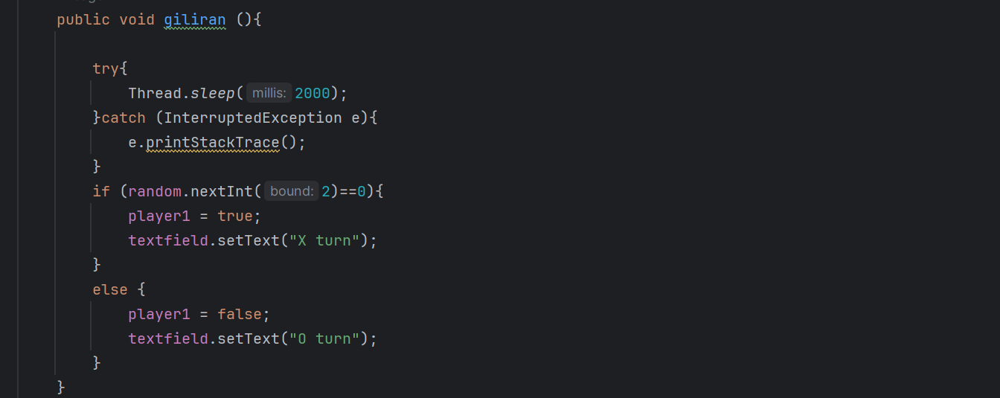 public void giliran (){
try{
Thread.sleep( millis: 2000);
}catch (InterruptedException e){
e.printStackTrace();
}
if (random.nextInt( bound: 2)==0){
player1 = true;
textfield.setText("X turn");
}
else {
player1 = false;
textfield.setText("O turn");
}
}